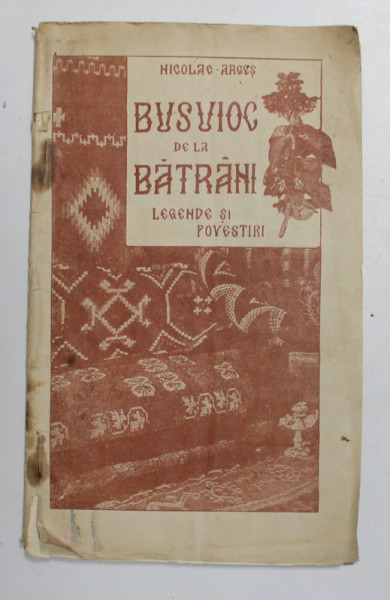 NICOLAE-ARGEȘ
BUSUIOC
DE LA
BĂTRÂNI
LEGENDE ȘI
POVESTIRI